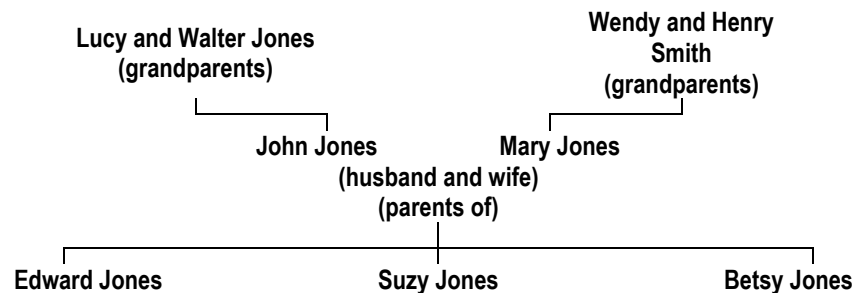 Lucy and Walter Jones
(grandparents)
Wendy and Henry
Smith
(grandparents)
John Jones
Mary Jones
(husband and wife)
(parents of)
Edward Jones
Suzy Jones
Betsy Jones